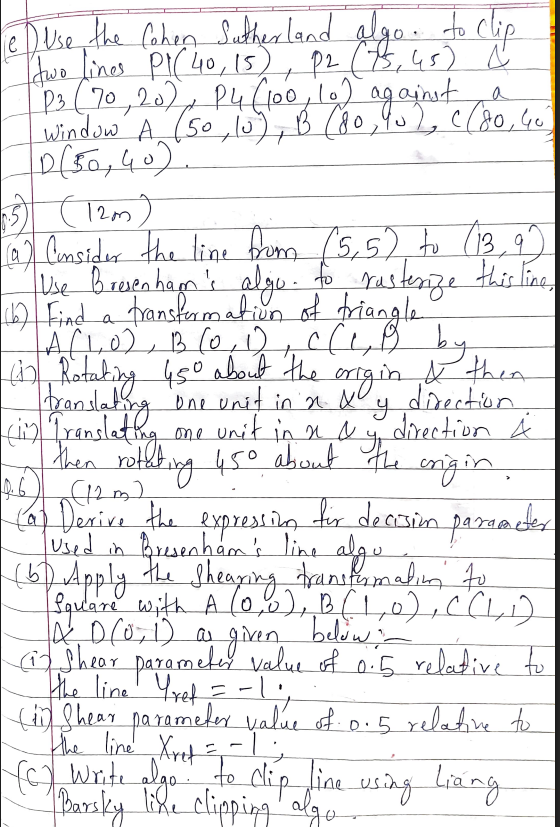 (e) Use the Cohen Sutherland algo. to clip
two lines P1(40,15), P2 (75,45) &
P3 (70,20), P4 (100,10) against a
window A (50,10), B (80,10), C(80,40
D(50,40).
5) (12m)
(a) Consider the line from (5,5) to (13,9)
Use Bresenham's algo. to rasterize this line.
(b) Find a transformation of triangle
A(1,0), B(0,1), C(1,1) by
(i) Rotating 45° about the origin & then
translating one unit in x & y direction
(ii) Translating one unit in x & y direction &
then rotating 45° about the origin.
Q.6) (12m)
(a) Derive the expression for decision parameter
used in Bresenham's line algo.
(b) Apply the Shearing transformation to
square with A(0,0), B(1,0), C(1,1)
& D(0,1) as given below :-
(i) Shear parameter value of 0.5 relative to
the line Yref = -1;
(ii) Shear parameter value of 0.5 relative to
the line Xref = -1;
(C) Write algo. to clip line using Liang
Barsky line clipping algo.